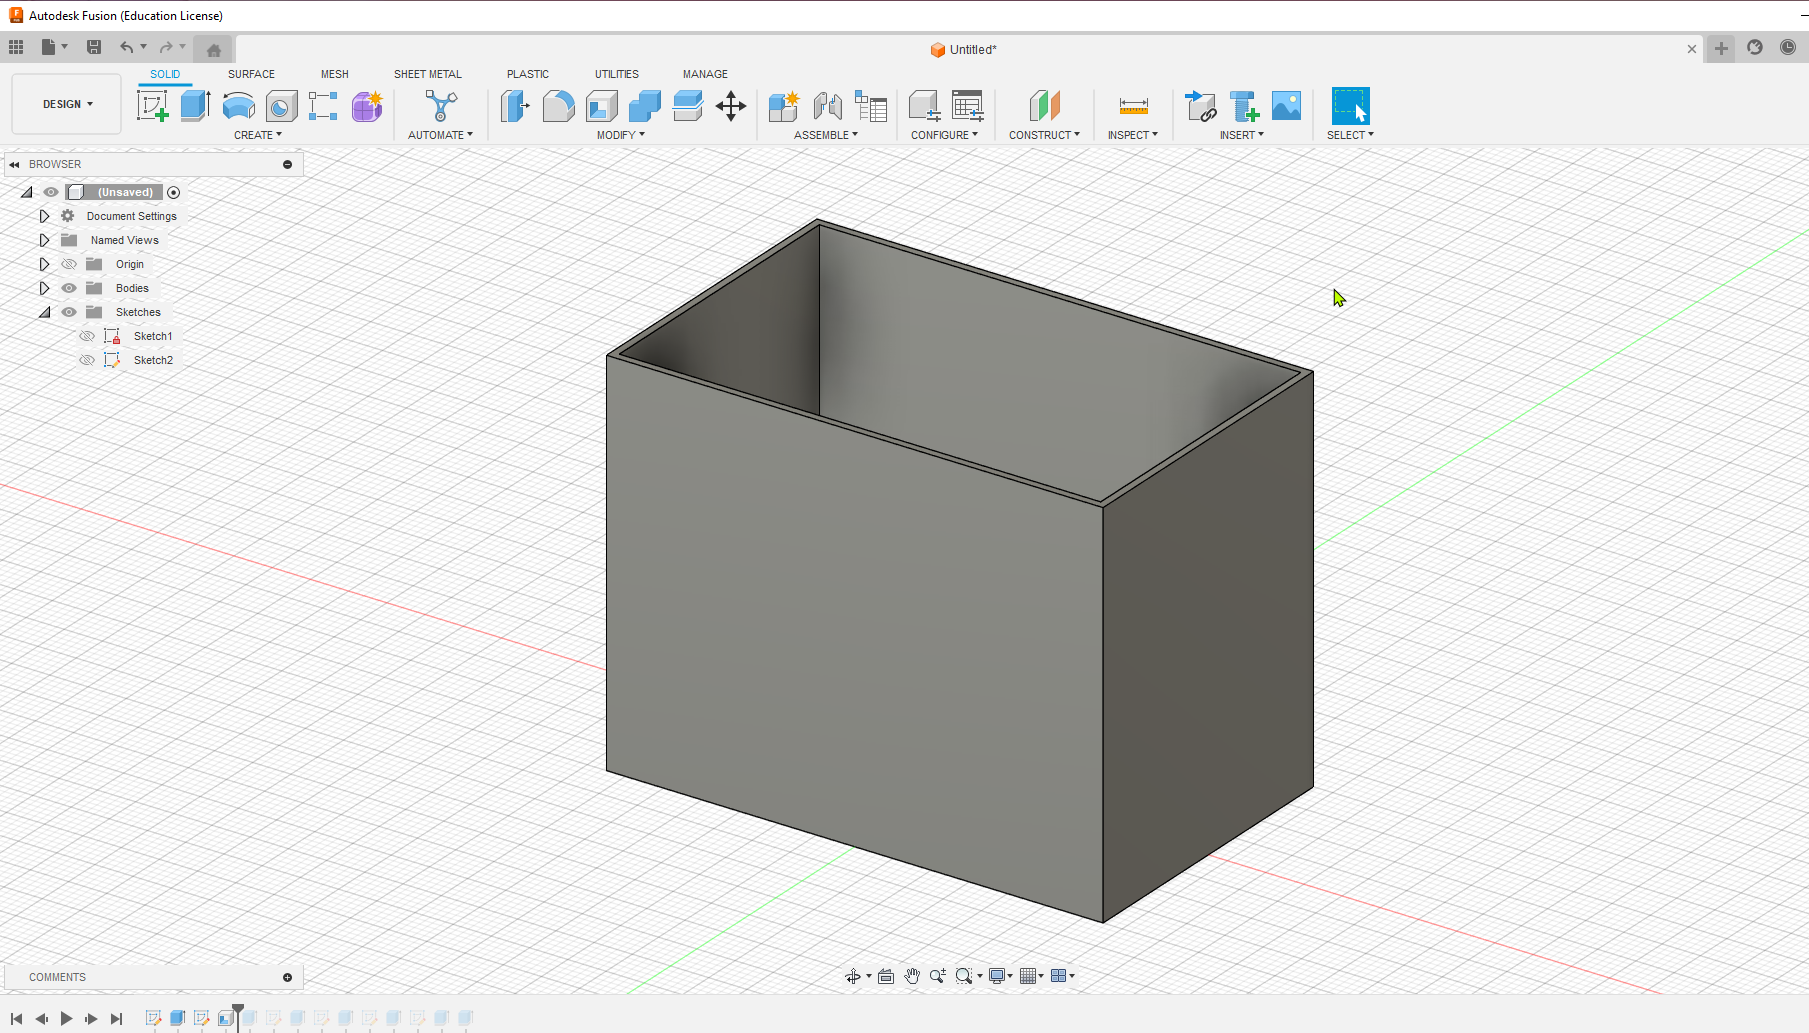 Autodesk Fusion (Education License)
Untitled*
SOLID SURFACE MESH SHEET METAL PLASTIC UTILITIES MANAGE
DESIGN
CREATE AUTOMATE MODIFY ASSEMBLE CONFIGURE CONSTRUCT INSPECT INSERT SELECT
BROWSER
(Unsaved)
Document Settings
Named Views
Origin
Bodies
Sketches
Sketch1
Sketch2
COMMENTS